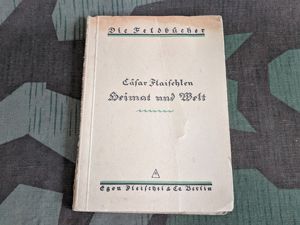 Die Feldbücher
Cäsar Flaischlen
Heimat und Welt
Egon Fleischel & Co. Berlin